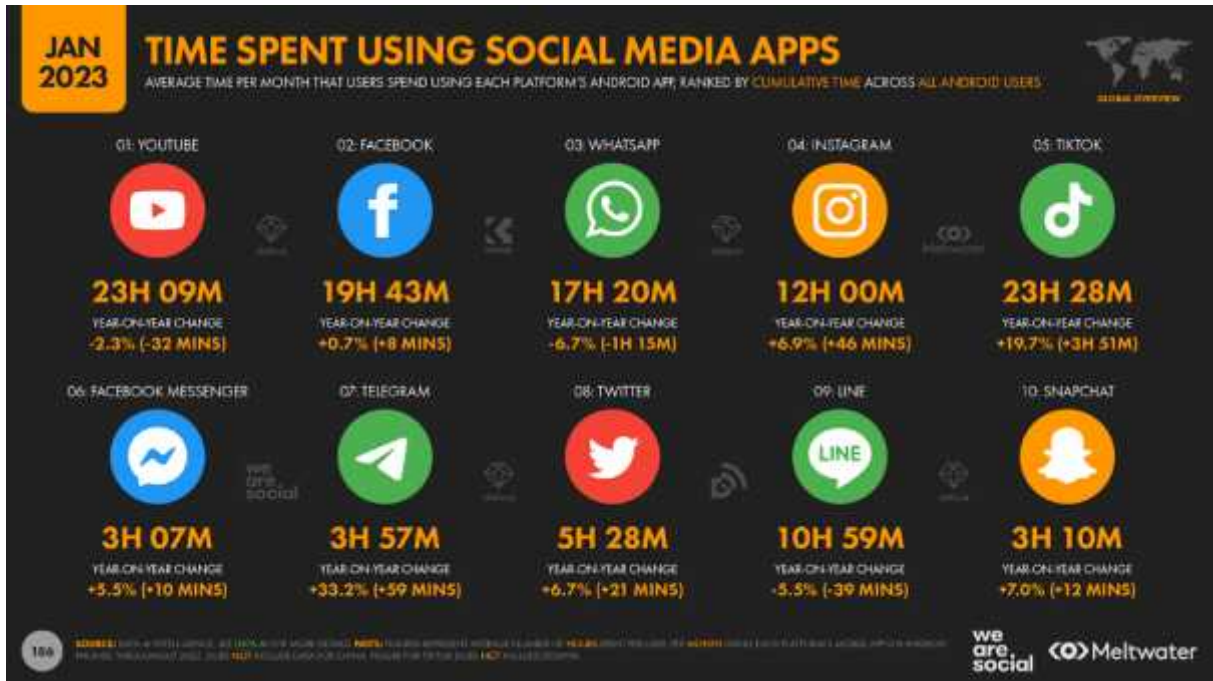 JAN
2023
TIME SPENT USING SOCIAL MEDIA APPS
AVERAGE TIME PER MONTH THAT USERS SPEND USING EACH PLATFORM'S ANDROID APP, RANKED BY CUMULATIVE TIME ACROSS ALL ANDROID USERS
GLOBAL OVERVIEW
01: YOUTUBE
23H 09M
YEAR-ON-YEAR CHANGE
-2.3% (-32 MINS)
02: FACEBOOK
19H 43M
YEAR-ON-YEAR CHANGE
+0.7% (+8 MINS)
03: WHATSAPP
17H 20M
YEAR-ON-YEAR CHANGE
-6.7% (-1H 15M)
04: INSTAGRAM
12H 00M
YEAR-ON-YEAR CHANGE
+6.9% (+46 MINS)
05: TIKTOK
23H 28M
YEAR-ON-YEAR CHANGE
+19.7% (+3H 51M)
06: FACEBOOK MESSENGER
3H 07M
YEAR-ON-YEAR CHANGE
+5.5% (+10 MINS)
07: TELEGRAM
3H 57M
YEAR-ON-YEAR CHANGE
+33.2% (+59 MINS)
08: TWITTER
5H 28M
YEAR-ON-YEAR CHANGE
+6.7% (+21 MINS)
09: LINE
LINE
10H 59M
YEAR-ON-YEAR CHANGE
-5.5% (-39 MINS)
10: SNAPCHAT
3H 10M
YEAR-ON-YEAR CHANGE
+7.0% (+12 MINS)
we
are.
social
186
SOURCE:
we
are.
social
Meltwater